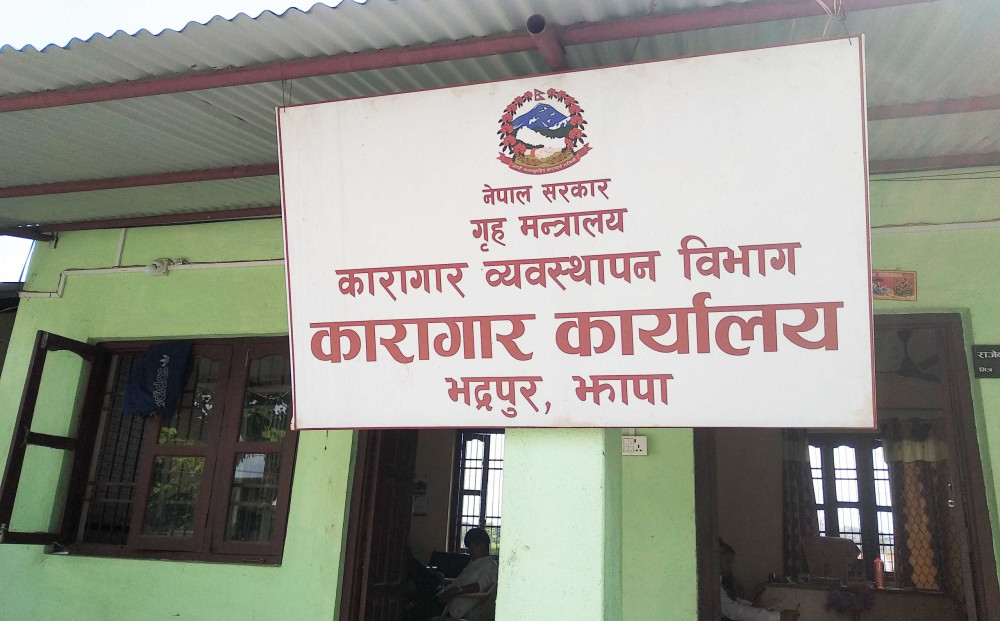 नेपाल सरकार
गृह मन्त्रालय
कारागार व्यवस्थापन विभाग
कारागार कार्यालय
भद्रपुर, झापा